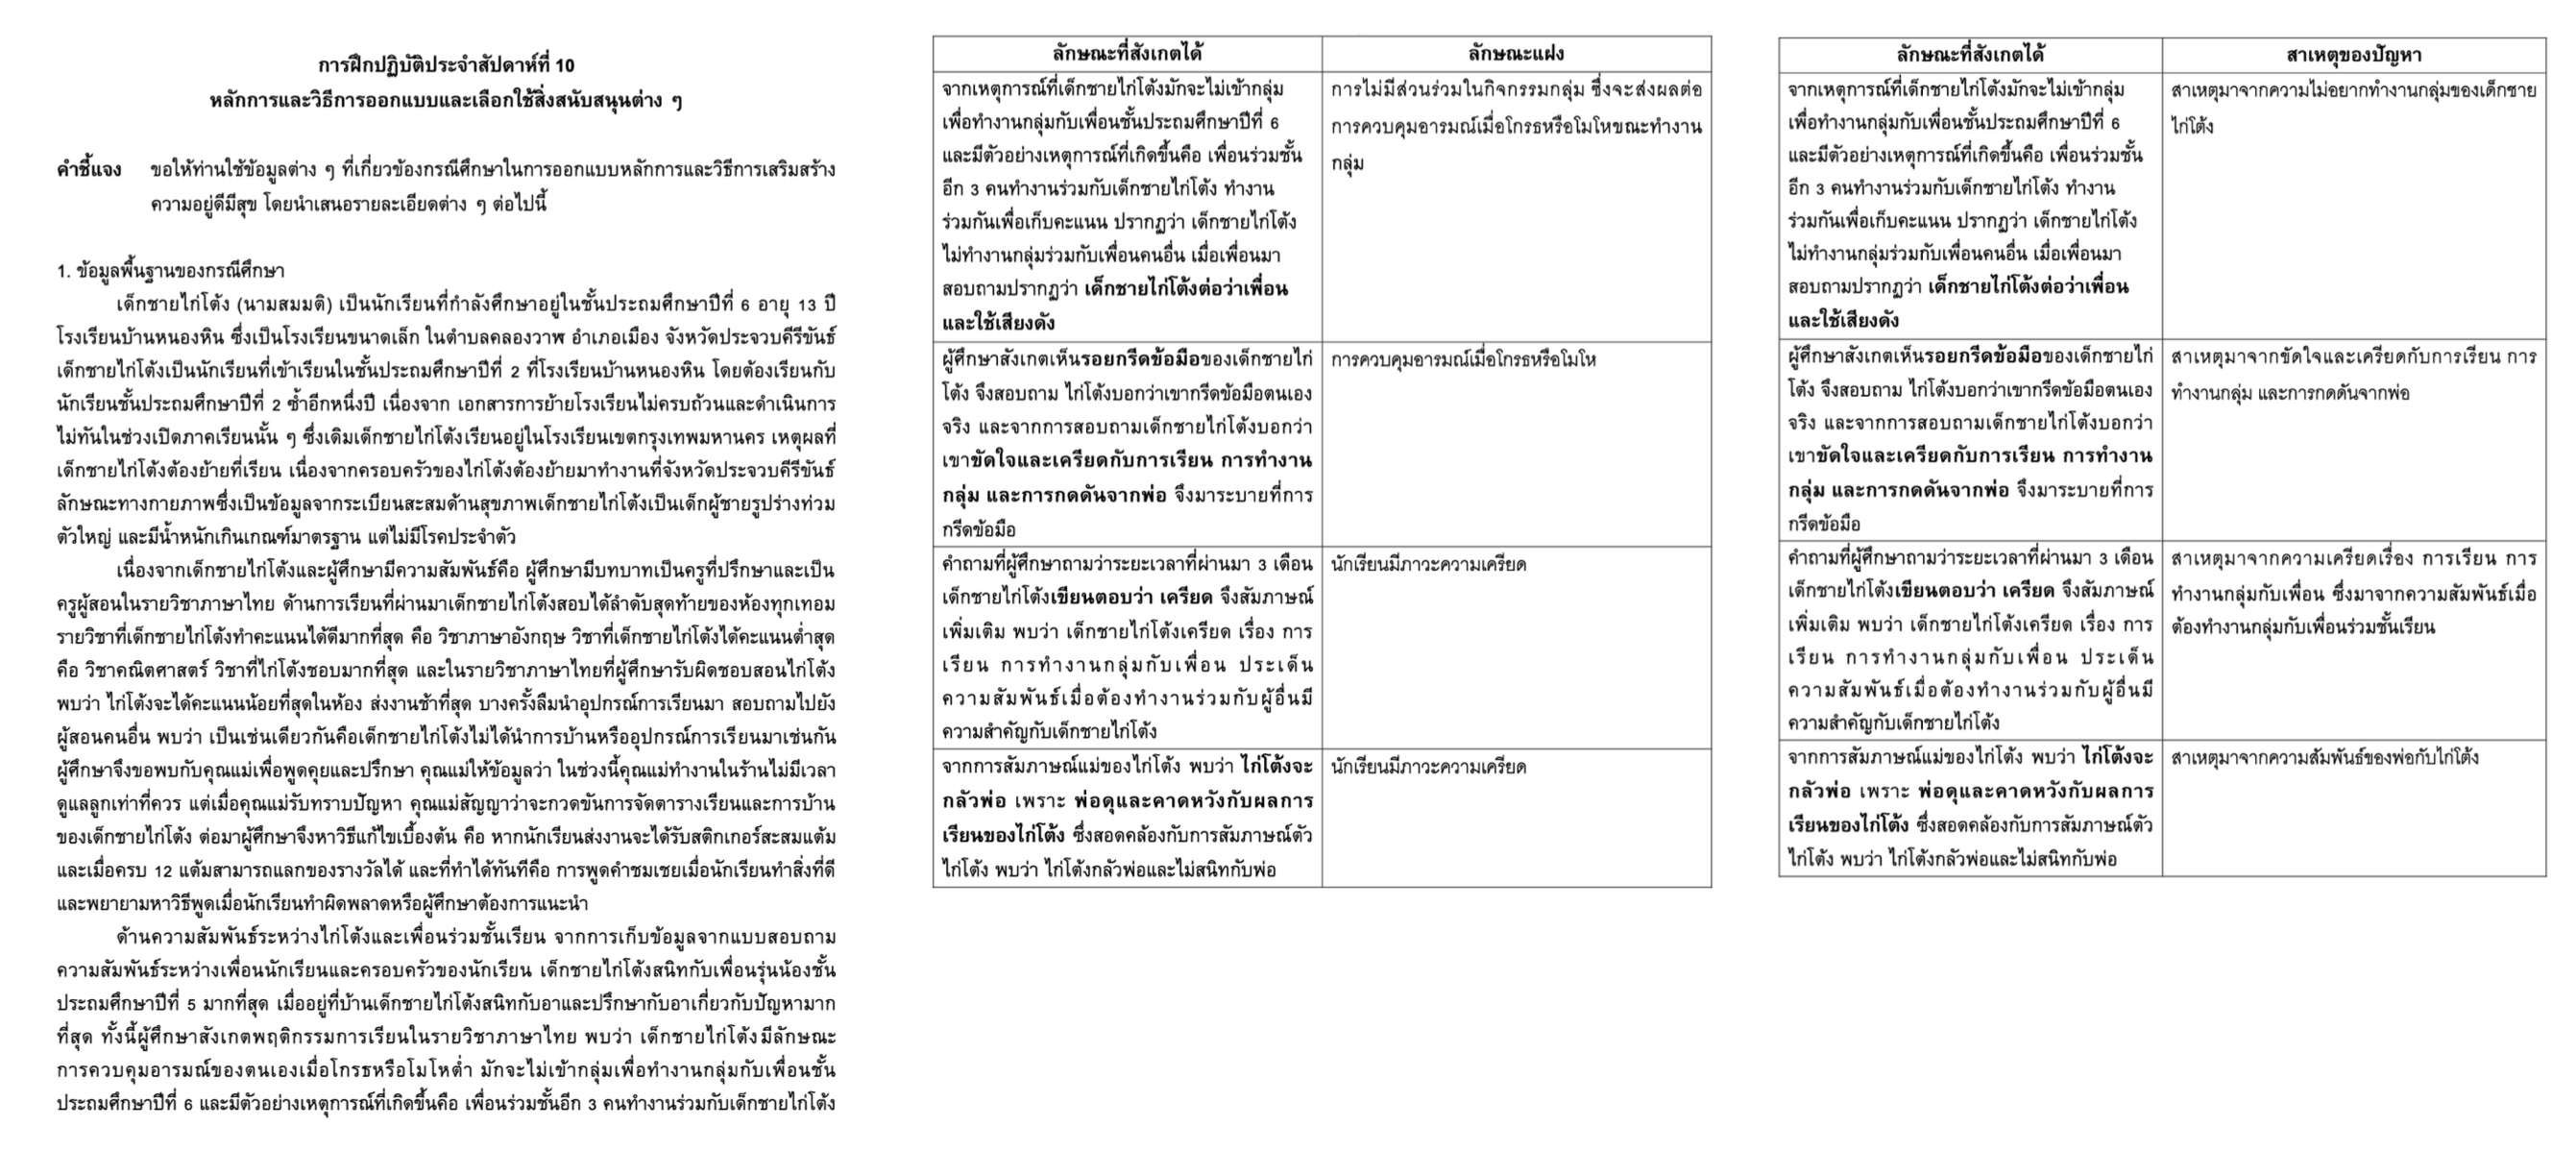 การฝึกปฏิบัติประจำสัปดาห์ที่ 10
หลักการและวิธีการออกแบบและเลือกใช้สิ่งสนับสนุนต่าง ๆ
คำชี้แจง ขอให้ท่านใช้ข้อมูลต่าง ๆ ที่เกี่ยวข้องกรณีศึกษาในการออกแบบหลักการและวิธีการเสริมสร้าง
ความอยู่ดีมีสุข โดยนำเสนอรายละเอียดต่าง ๆ ต่อไปนี้
1. ข้อมูลพื้นฐานของกรณีศึกษา
เด็กชายไก่โต้ง (นามสมมติ) เป็นนักเรียนที่กำลังศึกษาอยู่ในชั้นประถมศึกษาปีที่ 6 อายุ 13 ปี
โรงเรียนบ้านหนองหิน ซึ่งเป็นโรงเรียนขนาดเล็ก ในตำบลคลองวาฬ อำเภอเมือง จังหวัดประจวบคีรีขันธ์
เด็กชายไก่โต้งเป็นนักเรียนที่เข้าเรียนในชั้นประถมศึกษาปีที่ 2 ที่โรงเรียนบ้านหนองหิน โดยต้องเรียนกับ
นักเรียนชั้นประถมศึกษาปีที่ 2 ซ้ำอีกหนึ่งปี เนื่องจาก เอกสารการย้ายโรงเรียนไม่ครบถ้วนและดำเนินการ
ไม่ทันในช่วงเปิดภาคเรียนนั้น ๆ ซึ่งเดิมเด็กชายไก่โต้งเรียนอยู่ในโรงเรียนเขตกรุงเทพมหานคร เหตุผลที่
เด็กชายไก่โต้งต้องย้ายที่เรียน เนื่องจากครอบครัวของไก่โต้งต้องย้ายมาทำงานที่จังหวัดประจวบคีรีขันธ์
ลักษณะทางกายภาพซึ่งเป็นข้อมูลจากระเบียนสะสมด้านสุขภาพเด็กชายไก่โต้งเป็นเด็กผู้ชายรูปร่างท่วม
ตัวใหญ่ และมีน้ำหนักเกินเกณฑ์มาตรฐาน แต่ไม่มีโรคประจำตัว
เนื่องจากเด็กชายไก่โต้งและผู้ศึกษามีความสัมพันธ์คือ ผู้ศึกษามีบทบาทเป็นครูที่ปรึกษาและเป็น
ครูผู้สอนในรายวิชาภาษาไทย ด้านการเรียนที่ผ่านมาเด็กชายไก่โต้งสอบได้ลำดับสุดท้ายของห้องทุกเทอม
รายวิชาที่เด็กชายไก่โต้งทำคะแนนได้ดีมากที่สุด คือ วิชาภาษาอังกฤษ วิชาที่เด็กชายไก่โต้งได้คะแนนต่ำสุด
คือ วิชาคณิตศาสตร์ วิชาที่ไก่โต้งชอบมากที่สุด และในรายวิชาภาษาไทยที่ผู้ศึกษารับผิดชอบสอนไก่โต้ง
พบว่า ไก่โต้งจะได้คะแนนน้อยที่สุดในห้อง ส่งงานช้าที่สุด บางครั้งลืมนำอุปกรณ์การเรียนมา สอบถามไปยัง
ผู้สอนคนอื่น พบว่า เป็นเช่นเดียวกันคือเด็กชายไก่โต้งไม่ได้นำการบ้านหรืออุปกรณ์การเรียนมาเช่นกัน
ผู้ศึกษาจึงขอพบกับคุณแม่เพื่อพูดคุยและปรึกษา คุณแม่ให้ข้อมูลว่า ในช่วงนี้คุณแม่ทำงานในร้านไม่มีเวลา
ดูแลลูกเท่าที่ควร แต่เมื่อคุณแม่รับทราบปัญหา คุณแม่สัญญาว่าจะกวดขันการจัดตารางเรียนและการบ้าน
ของเด็กชายไก่โต้ง ต่อมาผู้ศึกษาจึงหาวิธีแก้ไขเบื้องต้น คือ หากนักเรียนส่งงานจะได้รับสติกเกอร์สะสมแต้ม
และเมื่อครบ 12 แต้มสามารถแลกของรางวัลได้ และที่ทำได้ทันทีคือ การพูดคำชมเชยเมื่อนักเรียนทำสิ่งที่ดี
และพยายามหาวิธีพูดเมื่อนักเรียนทำผิดพลาดหรือผู้ศึกษาต้องการแนะนำ
ด้านความสัมพันธ์ระหว่างไก่โต้งและเพื่อนร่วมชั้นเรียน จากการเก็บข้อมูลจากแบบสอบถาม
ความสัมพันธ์ระหว่างเพื่อนนักเรียนและครอบครัวของนักเรียน เด็กชายไก่โต้งสนิทกับเพื่อนรุ่นน้องชั้น
ประถมศึกษาปีที่ 5 มากที่สุด เมื่ออยู่ที่บ้านเด็กชายไก่โต้งสนิทกับอาและปรึกษากับอาเกี่ยวกับปัญหามาก
ที่สุด ทั้งนี้ผู้ศึกษาสังเกตพฤติกรรมการเรียนในรายวิชาภาษาไทย พบว่า เด็กชายไก่โต้งมีลักษณะ
การควบคุมอารมณ์ของตนเองเมื่อโกรธหรือโมโหต่ำ มักจะไม่เข้ากลุ่มเพื่อทำงานกลุ่มกับเพื่อนชั้น
ประถมศึกษาปีที่ 6 และมีตัวอย่างเหตุการณ์ที่เกิดขึ้นคือ เพื่อนร่วมชั้นอีก 3 คนทำงานร่วมกับเด็กชายไก่โต้ง
ลักษณะที่สังเกตได้ ลักษณะแฝง
จากเหตุการณ์ที่เด็กชายไก่โต้งมักจะไม่เข้ากลุ่ม
เพื่อทำงานกลุ่มกับเพื่อนชั้นประถมศึกษาปีที่ 6
และมีตัวอย่างเหตุการณ์ที่เกิดขึ้นคือ เพื่อนร่วมชั้น
อีก 3 คนทำงานร่วมกับเด็กชายไก่โต้ง ทำงาน
ร่วมกันเพื่อเก็บคะแนน ปรากฏว่า เด็กชายไก่โต้ง
ไม่ทำงานกลุ่มร่วมกับเพื่อนคนอื่น เมื่อเพื่อนมา
สอบถามปรากฏว่า เด็กชายไก่โต้งต่อว่าเพื่อน
และใช้เสียงดัง
การไม่มีส่วนร่วมในกิจกรรมกลุ่ม ซึ่งจะส่งผลต่อ
การควบคุมอารมณ์เมื่อโกรธหรือโมโหขณะทำงาน
กลุ่ม
ผู้ศึกษาสังเกตเห็นรอยกรีดข้อมือของเด็กชายไก่
โต้ง จึงสอบถาม ไก่โต้งบอกว่าเขากรีดข้อมือตนเอง
จริง และจากการสอบถามเด็กชายไก่โต้งบอกว่า
เขาขัดใจและเครียดกับการเรียน การทำงาน
กลุ่ม และการกดดันจากพ่อ จึงมาระบายที่การ
กรีดข้อมือ
การควบคุมอารมณ์เมื่อโกรธหรือโมโห
คำถามที่ผู้ศึกษาถามว่าระยะเวลาที่ผ่านมา 3 เดือน
เด็กชายไก่โต้งเขียนตอบว่า เครียด จึงสัมภาษณ์
เพิ่มเติม พบว่า เด็กชายไก่โต้งเครียด เรื่อง การ
เรียน การทำงานกลุ่มกับเพื่อน ประเด็น
ความสัมพันธ์เมื่อต้องทำงานร่วมกับผู้อื่นมี
ความสำคัญกับเด็กชายไก่โต้ง
นักเรียนมีภาวะความเครียด
จากการสัมภาษณ์แม่ของไก่โต้ง พบว่า ไก่โต้งจะ
กลัวพ่อ เพราะ พ่อดุและคาดหวังกับผลการ
เรียนของไก่โต้ง ซึ่งสอดคล้องกับการสัมภาษณ์ตัว
ไก่โต้ง พบว่า ไก่โต้งกลัวพ่อและไม่สนิทกับพ่อ
นักเรียนมีภาวะความเครียด
ลักษณะที่สังเกตได้ สาเหตุของปัญหา
จากเหตุการณ์ที่เด็กชายไก่โต้งมักจะไม่เข้ากลุ่ม
เพื่อทำงานกลุ่มกับเพื่อนชั้นประถมศึกษาปีที่ 6
และมีตัวอย่างเหตุการณ์ที่เกิดขึ้นคือ เพื่อนร่วมชั้น
อีก 3 คนทำงานร่วมกับเด็กชายไก่โต้ง ทำงาน
ร่วมกันเพื่อเก็บคะแนน ปรากฏว่า เด็กชายไก่โต้ง
ไม่ทำงานกลุ่มร่วมกับเพื่อนคนอื่น เมื่อเพื่อนมา
สอบถามปรากฏว่า เด็กชายไก่โต้งต่อว่าเพื่อน
และใช้เสียงดัง
สาเหตุมาจากความไม่อยากทำงานกลุ่มของเด็กชาย
ไก่โต้ง
ผู้ศึกษาสังเกตเห็นรอยกรีดข้อมือของเด็กชายไก่
โต้ง จึงสอบถาม ไก่โต้งบอกว่าเขากรีดข้อมือตนเอง
จริง และจากการสอบถามเด็กชายไก่โต้งบอกว่า
เขาขัดใจและเครียดกับการเรียน การทำงาน
กลุ่ม และการกดดันจากพ่อ จึงมาระบายที่การ
กรีดข้อมือ
สาเหตุมาจากขัดใจและเครียดกับการเรียน การ
ทำงานกลุ่ม และการกดดันจากพ่อ
คำถามที่ผู้ศึกษาถามว่าระยะเวลาที่ผ่านมา 3 เดือน
เด็กชายไก่โต้งเขียนตอบว่า เครียด จึงสัมภาษณ์
เพิ่มเติม พบว่า เด็กชายไก่โต้งเครียด เรื่อง การ
เรียน การทำงานกลุ่มกับเพื่อน ประเด็น
ความสัมพันธ์เมื่อต้องทำงานร่วมกับผู้อื่นมี
ความสำคัญกับเด็กชายไก่โต้ง
สาเหตุมาจากความเครียดเรื่อง การเรียน การ
ทำงานกลุ่มกับเพื่อน ซึ่งมาจากความสัมพันธ์เมื่อ
ต้องทำงานกลุ่มกับเพื่อนร่วมชั้นเรียน
จากการสัมภาษณ์แม่ของไก่โต้ง พบว่า ไก่โต้งจะ
กลัวพ่อ เพราะ พ่อดุและคาดหวังกับผลการ
เรียนของไก่โต้ง ซึ่งสอดคล้องกับการสัมภาษณ์ตัว
ไก่โต้ง พบว่า ไก่โต้งกลัวพ่อและไม่สนิทกับพ่อ
สาเหตุมาจากความสัมพันธ์ของพ่อกับไก่โต้ง